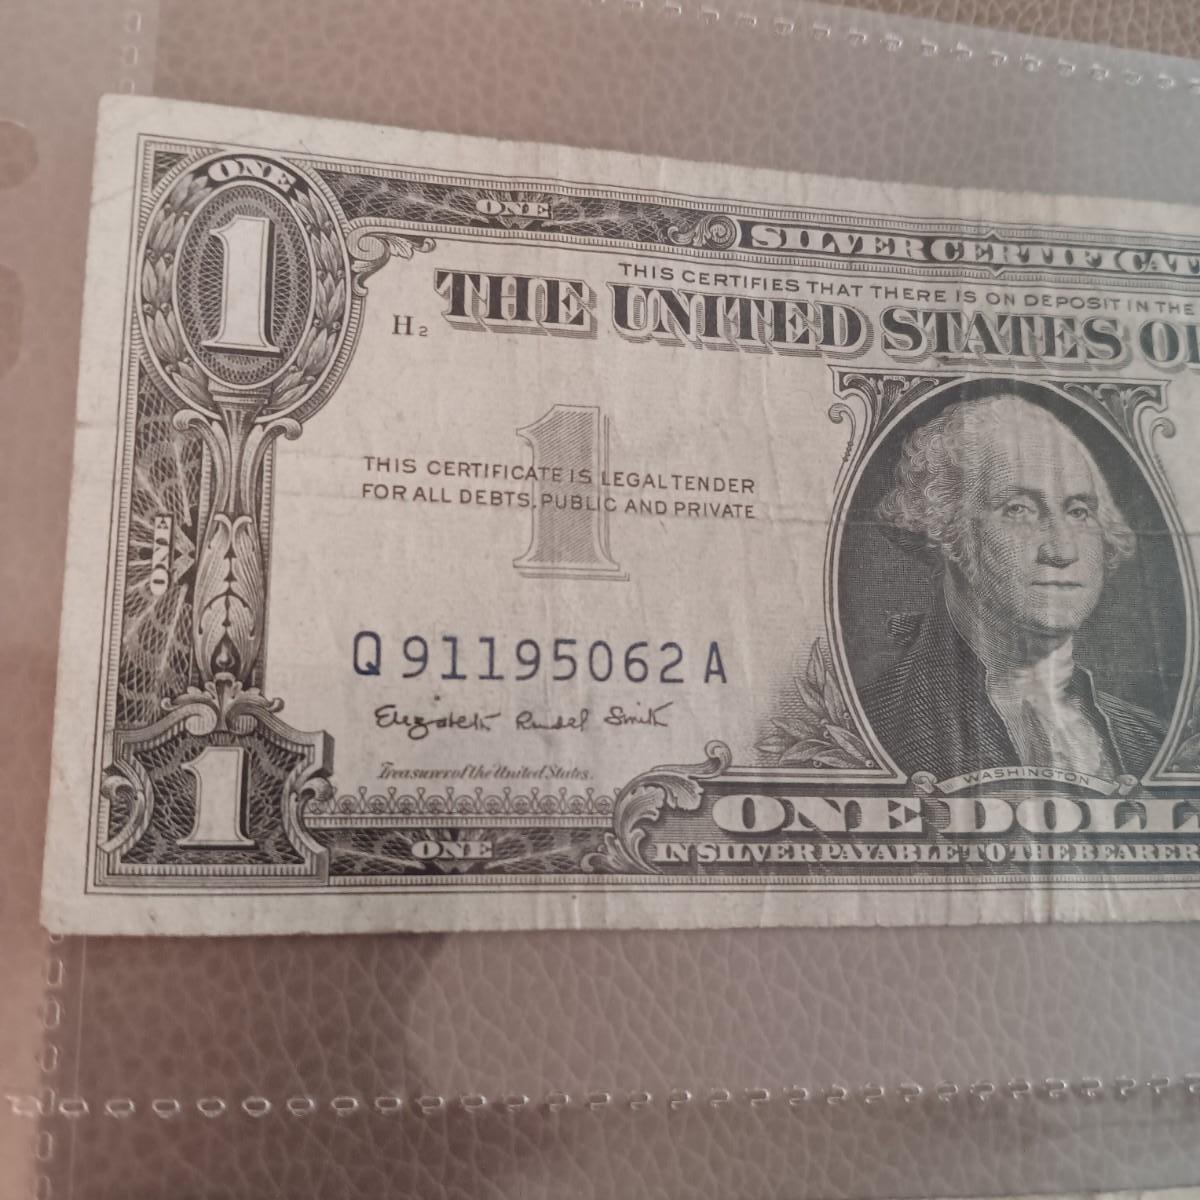 ONE
1
ONE
SILVER CERTIFICAT
THIS CERTIFIES THAT THERE IS ON DEPOSIT IN THE
H2
THE UNITED STATES O
1
THIS CERTIFICATE IS LEGAL TENDER
FOR ALL DEBTS, PUBLIC AND PRIVATE
ONE
Q 91195062 A
Elizabeth Rudel Smith
Treasurer of the United States.
WASHINGTON
1
ONE DOLL
ONE
IN SILVER PAYABLE TO THE BEARER